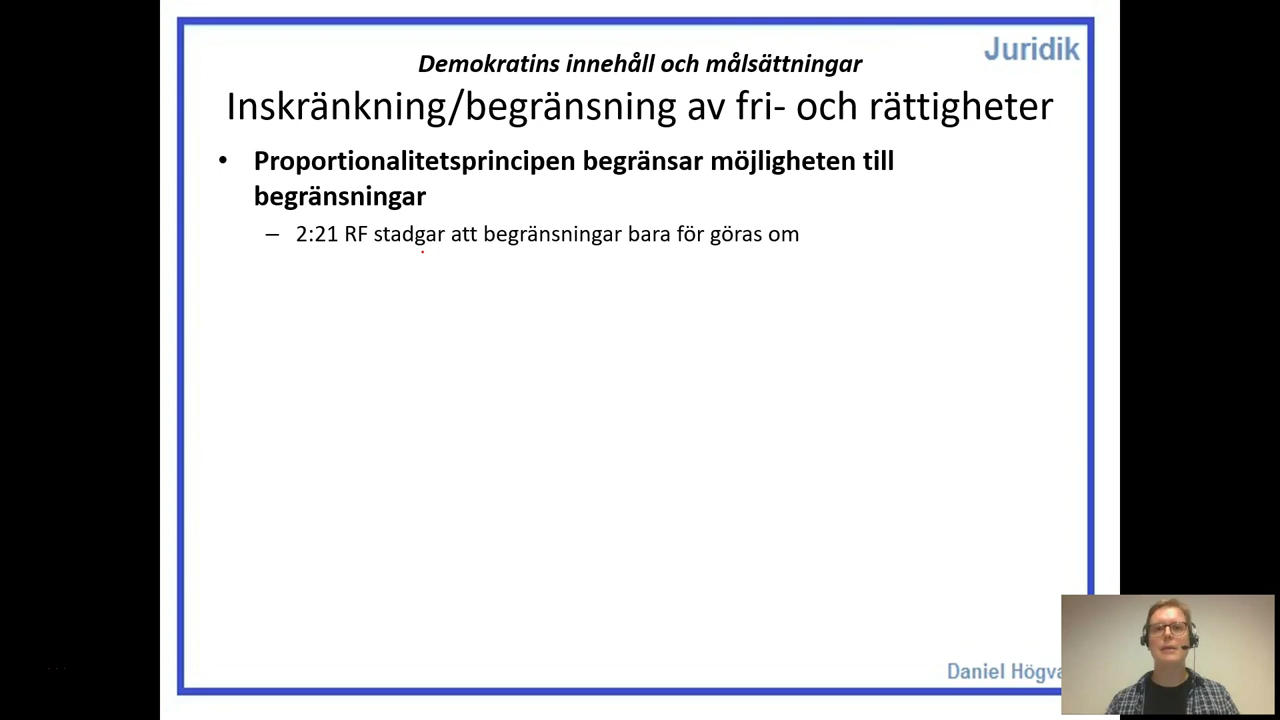 Juridik
Demokratins innehåll och målsättningar
Inskränkning/begränsning av fri- och rättigheter
• Proportionalitetsprincipen begränsar möjligheten till
begränsningar
– 2:21 RF stadgar att begränsningar bara för göras om
Daniel